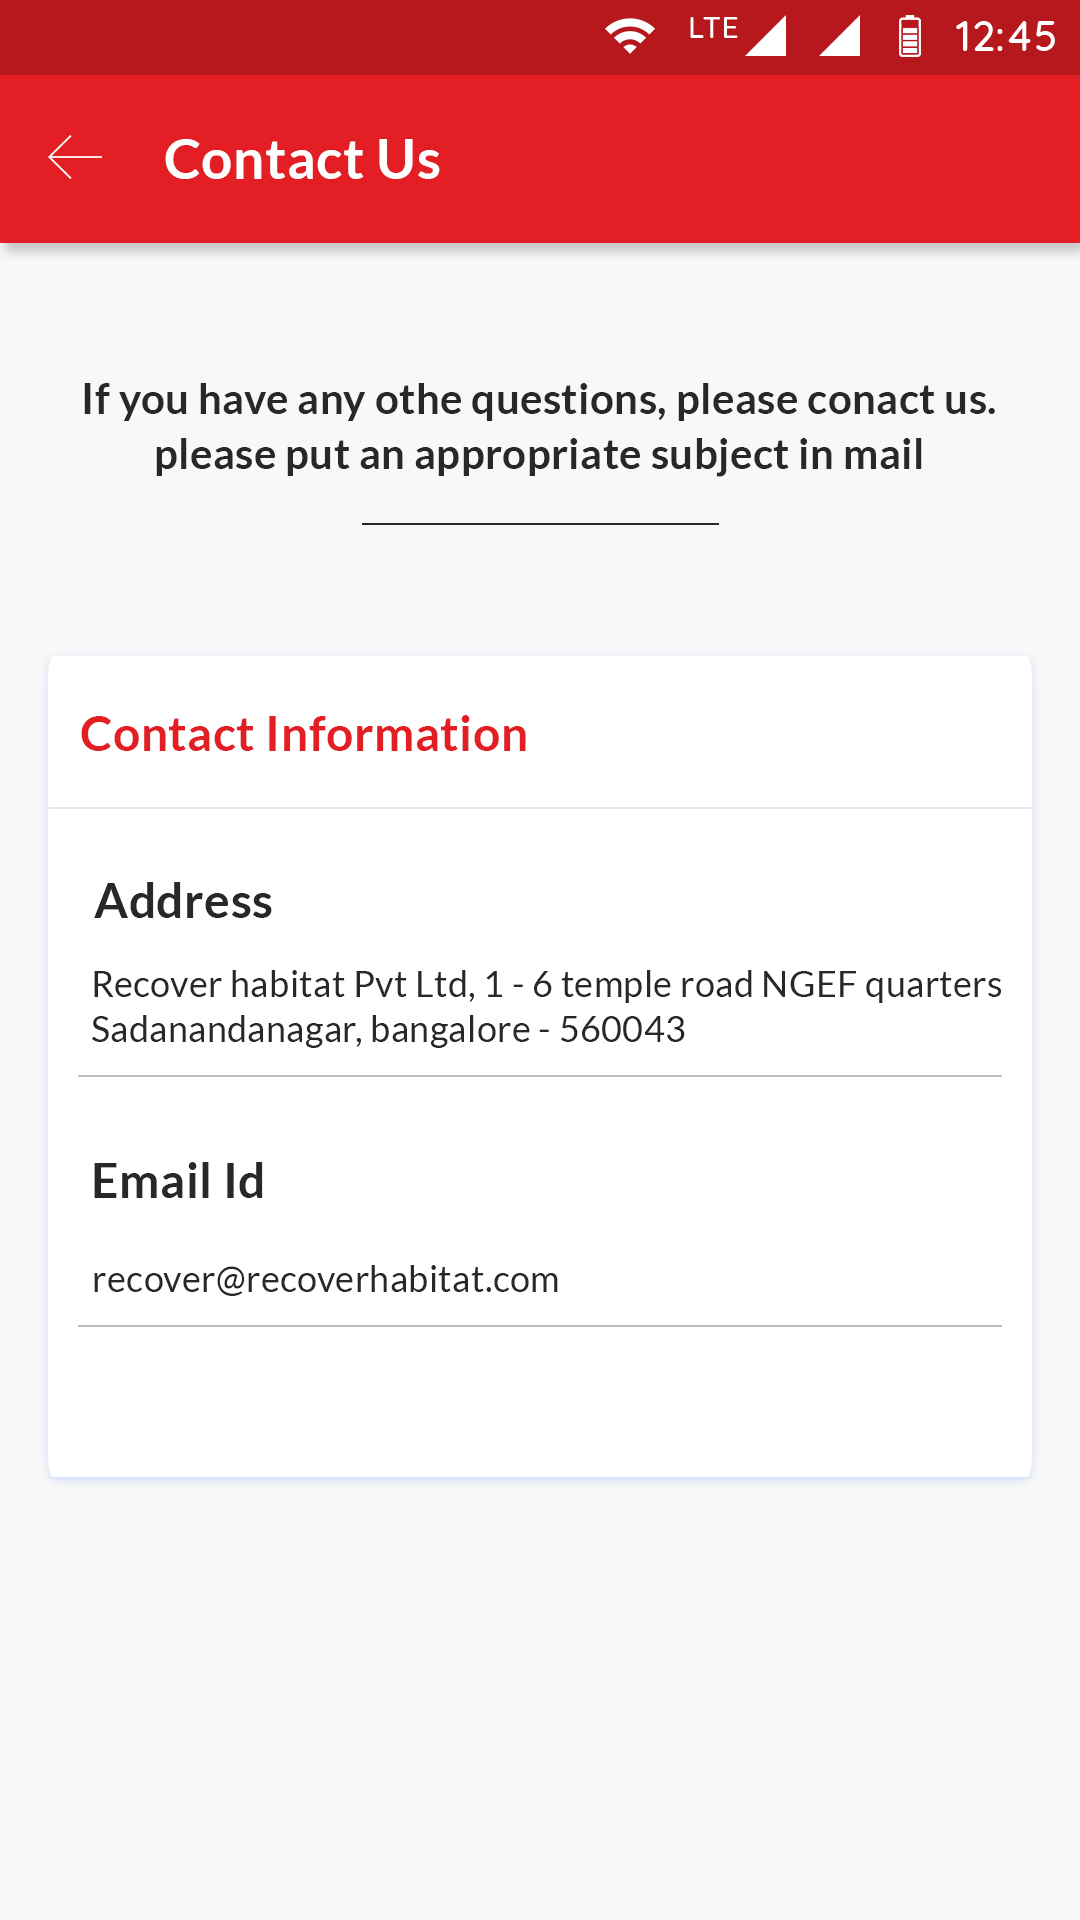 LTE 12:45
Contact Us
If you have any othe questions, please conact us.
please put an appropriate subject in mail
Contact Information
Address
Recover habitat Pvt Ltd, 1 - 6 temple road NGEF quarters
Sadanandanagar, bangalore - 560043
Email Id
recover@recoverhabitat.com